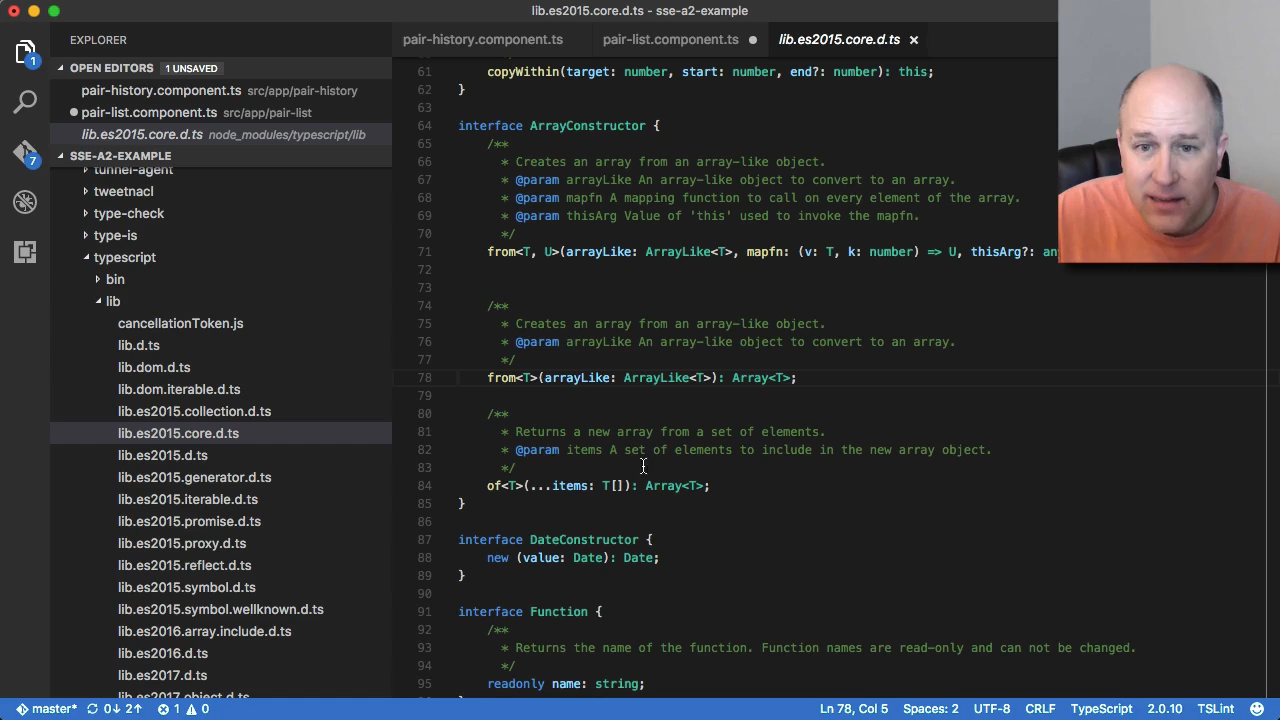 lib.es2015.core.d.ts - sse-a2-example
EXPLORER
OPEN EDITORS 1 UNSAVED
pair-history.component.ts src/app/pair-history
pair-list.component.ts src/app/pair-list
lib.es2015.core.d.ts node_modules/typescript/lib
SSE-A2-EXAMPLE
tunnel-agent
tweetnacl
type-check
type-is
typescript
bin
lib
cancellationToken.js
lib.d.ts
lib.dom.d.ts
lib.dom.iterable.d.ts
lib.es2015.collection.d.ts
lib.es2015.core.d.ts
lib.es2015.d.ts
lib.es2015.generator.d.ts
lib.es2015.iterable.d.ts
lib.es2015.promise.d.ts
lib.es2015.proxy.d.ts
lib.es2015.reflect.d.ts
lib.es2015.symbol.d.ts
lib.es2015.symbol.wellknown.d.ts
lib.es2016.array.include.d.ts
lib.es2016.d.ts
lib.es2017.d.ts
lib.es2017.object.d.ts
1
7
pair-history.component.ts pair-list.component.ts lib.es2015.core.d.ts
61 copyWithin(target: number, start: number, end?: number): this;
62 }
63
64 interface ArrayConstructor {
65 /**
66 * Creates an array from an array-like object.
67 * @param arrayLike An array-like object to convert to an array.
68 * @param mapfn A mapping function to call on every element of the array.
69 * @param thisArg Value of 'this' used to invoke the mapfn.
70 */
71 from<T, U>(arrayLike: ArrayLike<T>, mapfn: (v: T, k: number) => U, thisArg?: an
72
73
74 /**
75 * Creates an array from an array-like object.
76 * @param arrayLike An array-like object to convert to an array.
77 */
78 from<T>(arrayLike: ArrayLike<T>): Array<T>;
79
80 /**
81 * Returns a new array from a set of elements.
82 * @param items A set of elements to include in the new array object.
83 */
84 of<T>(...items: T[]): Array<T>;
85 }
86
87 interface DateConstructor {
88 new (value: Date): Date;
89 }
90
91 interface Function {
92 /**
93 * Returns the name of the function. Function names are read-only and can not be changed.
94 */
95 readonly name: string;
master* 0↓ 2↑ 1 0 Ln 78, Col 5 Spaces: 2 UTF-8 CRLF TypeScript 2.0.10 TSLint